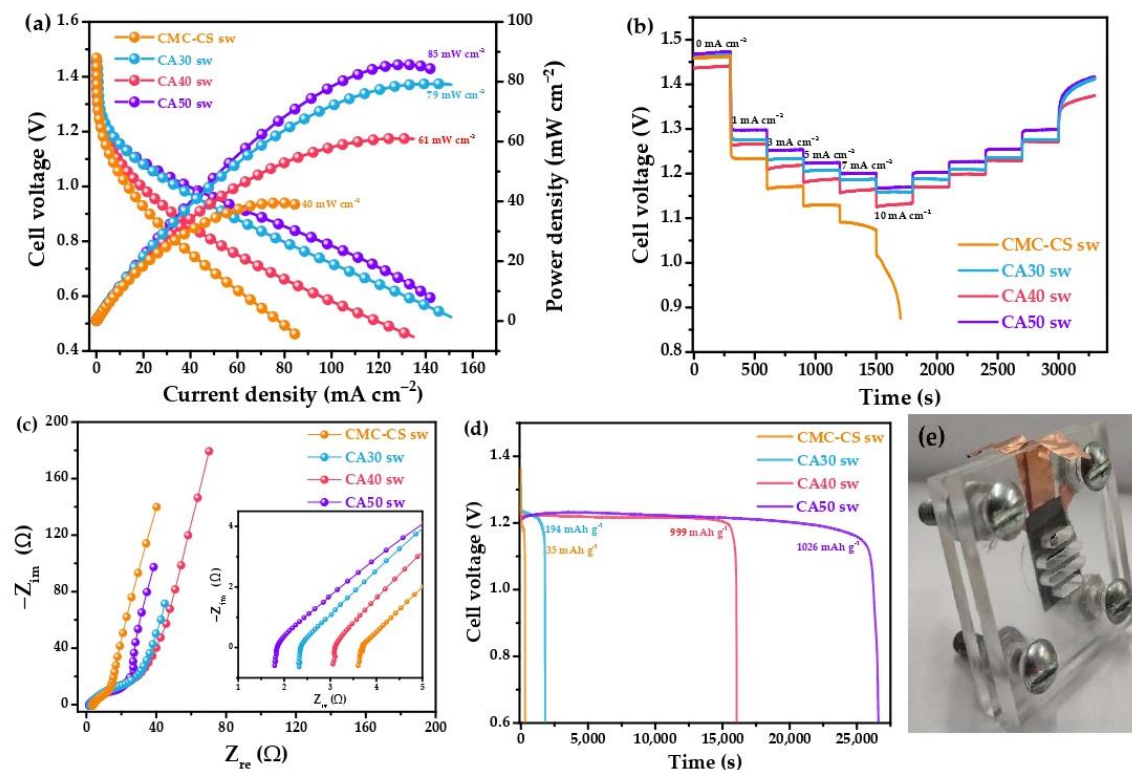 (a)
1.6
1.4
1.2
1.0
0.8
0.6
0.4
Cell voltage (V)
CMC-CS sw
CA30 sw
CA40 sw
CA50 sw
85 mW cm⁻²
79 mW cm⁻²
61 mW cm⁻²
40 mW cm⁻²
100
80
60
40
20
0
Power density (mW cm⁻²)
0 20 40 60 80 100 120 140 160
Current density (mA cm⁻²)
(b)
1.5
1.4
1.3
1.2
1.1
1.0
0.9
0.8
Cell voltage (V)
0 mA cm⁻²
1 mA cm⁻²
3 mA cm⁻²
5 mA cm⁻²
7 mA cm⁻²
10 mA cm⁻¹
CMC-CS sw
CA30 sw
CA40 sw
CA50 sw
0 500 1000 1500 2000 2500 3000
Time (s)
(c)
200
180
160
140
120
100
80
60
40
20
0
−Z_im (Ω)
CMC-CS sw
CA30 sw
CA40 sw
CA50 sw
4
2
0
−Z_im (Ω)
1 2 3 4 5
(Ω)
0 40 80 120 160 200
Z_re (Ω)
(d)
1.4
1.2
1.0
0.8
0.6
Cell voltage (V)
CMC-CS sw
CA30 sw
CA40 sw
CA50 sw
194 mAh g⁻¹
35 mAh g⁻¹
999 mAh g⁻¹
1026 mAh g⁻¹
0 5,000 10,000 15,000 20,000 25,000
Time (s)
(e)